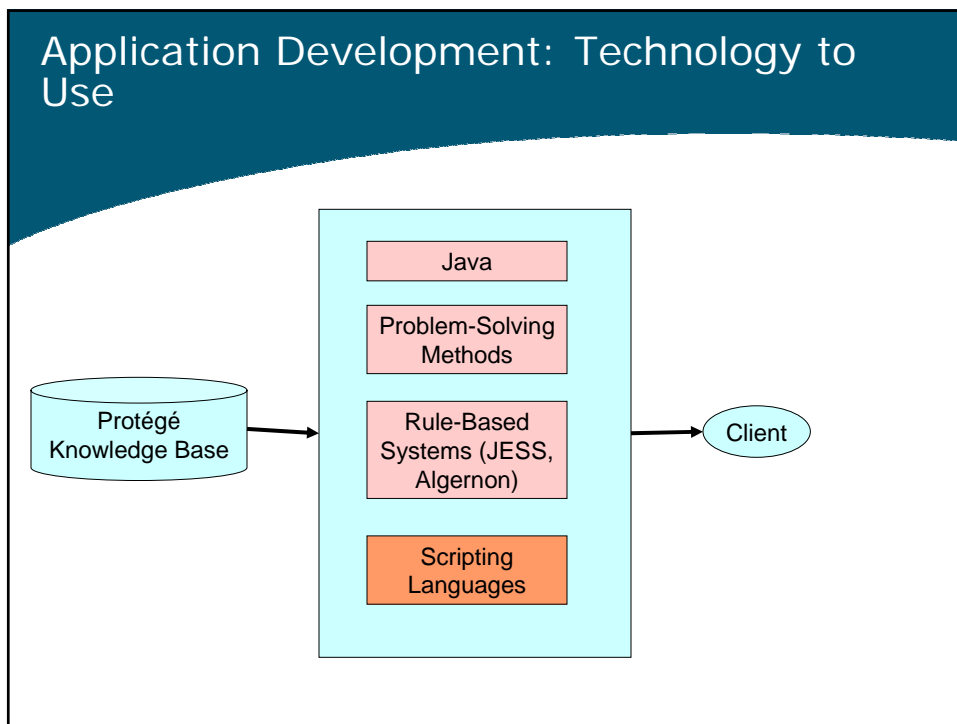 Application Development: Technology to
Use
Java
Problem-Solving
Methods
Protégé
Knowledge Base
Rule-Based
Systems (JESS,
Algernon)
Client
Scripting
Languages